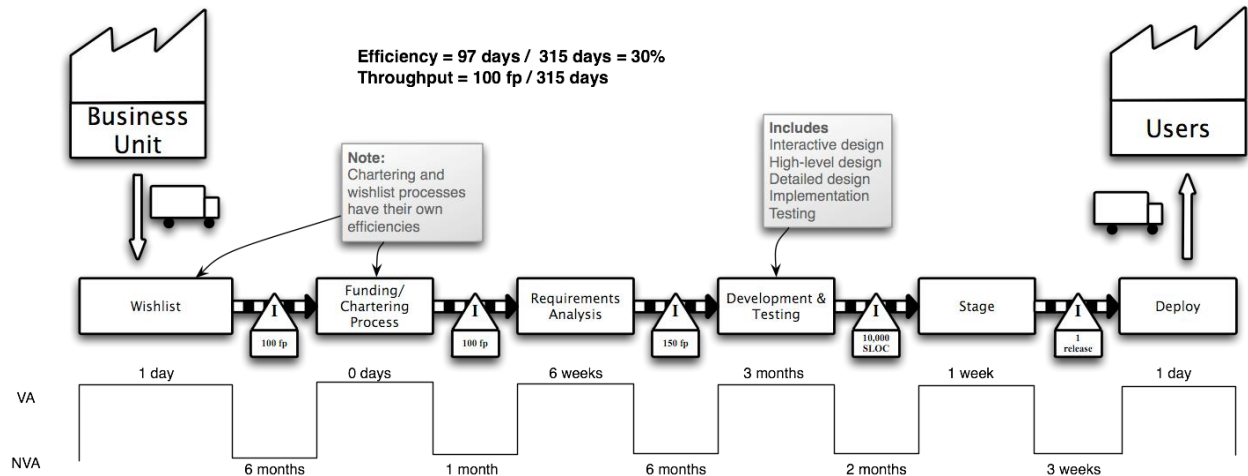 Efficiency = 97 days / 315 days = 30%
Throughput = 100 fp / 315 days
Business
Unit
Users
Note:
Chartering and
wishlist processes
have their own
efficiencies
Includes
Interactive design
High-level design
Detailed design
Implementation
Testing
Wishlist
I
100 fp
Funding/
Chartering
Process
I
100 fp
Requirements
Analysis
I
150 fp
Development &
Testing
I
10,000
SLOC
Stage
I
1
release
Deploy
VA
1 day
0 days
6 weeks
3 months
1 week
1 day
NVA
6 months
1 month
6 months
2 months
3 weeks